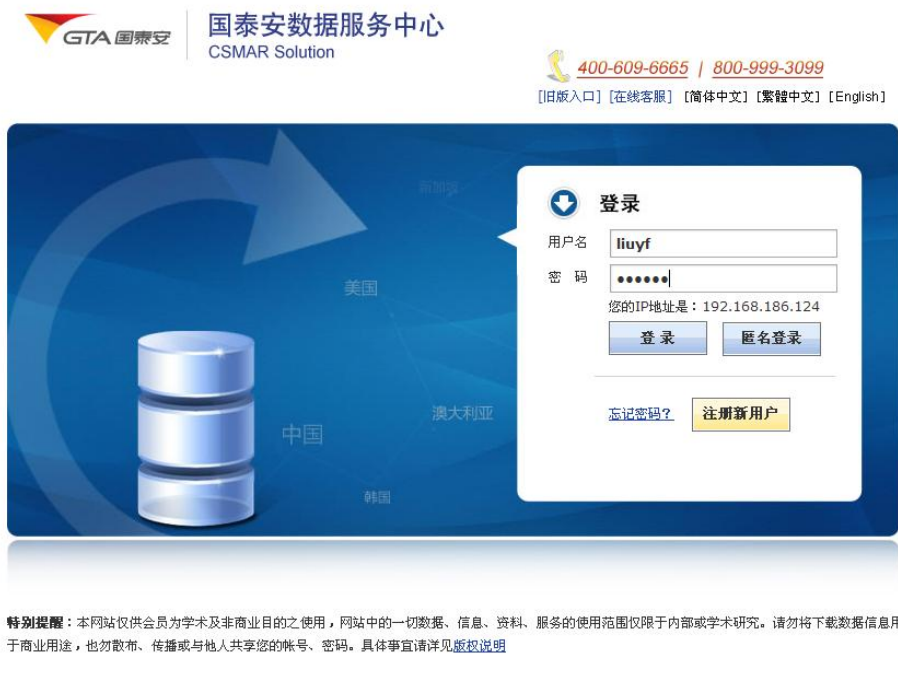 GTA 国泰安
国泰安数据服务中心
CSMAR Solution
400-609-6665 | 800-999-3099
[旧版入口] [在线客服] [简体中文] [繁體中文] [English]
新加坡
美国
澳大利亚
中国
韩国
登录
用户名 liuyf
密 码 ••••••
您的IP地址是：192.168.186.124
登 录 匿名登录
忘记密码? 注册新用户
特别提醒：本网站仅供会员为学术及非商业目的之使用，网站中的一切数据、信息、资料、服务的使用范围仅限于内部或学术研究。请勿将下载数据信息用
于商业用途，也勿散布、传播或与他人共享您的帐号、密码。具体事宜请详见版权说明